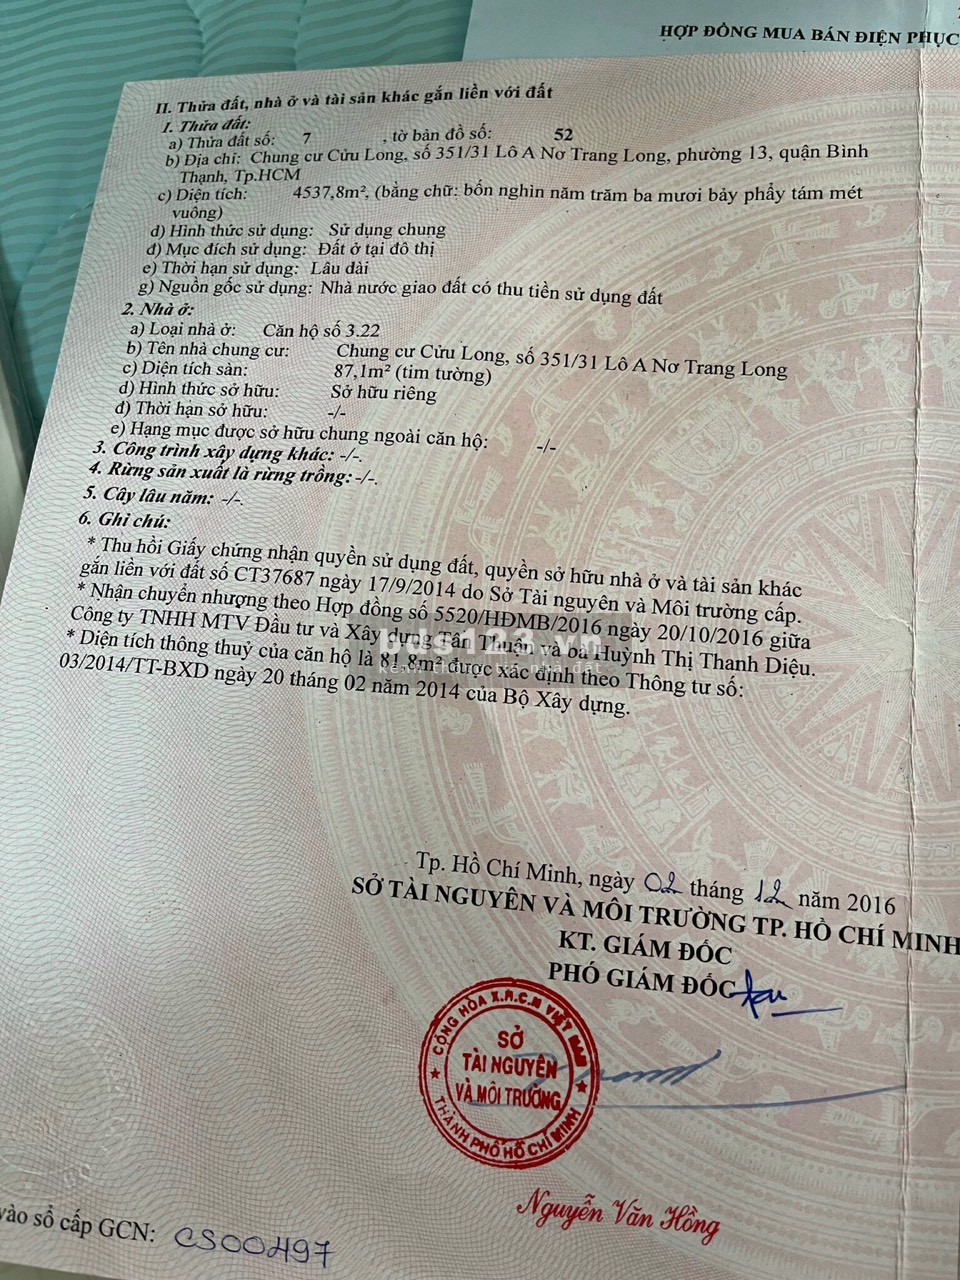 HỢP ĐỒNG MUA BÁN ĐIỆN PHỤC
II. Thửa đất, nhà ở và tài sản khác gắn liền với đất
1. Thửa đất:
a) Thửa đất số: 7 , tờ bản đồ số: 52
b) Địa chỉ: Chung cư Cửu Long, số 351/31 Lô A Nơ Trang Long, phường 13, quận Bình
Thạnh, Tp.HCM
c) Diện tích: 4537,8m², (bằng chữ: bốn nghìn năm trăm ba mươi bảy phẩy tám mét
vuông)
d) Hình thức sử dụng: Sử dụng chung
đ) Mục đích sử dụng: Đất ở tại đô thị
e) Thời hạn sử dụng: Lâu dài
g) Nguồn gốc sử dụng: Nhà nước giao đất có thu tiền sử dụng đất
2. Nhà ở:
a) Loại nhà ở: Căn hộ số 3.22
b) Tên nhà chung cư: Chung cư Cửu Long, số 351/31 Lô A Nơ Trang Long
c) Diện tích sàn: 87,1m² (tim tường)
d) Hình thức sở hữu: Sở hữu riêng
đ) Thời hạn sở hữu: -/-
e) Hạng mục được sở hữu chung ngoài căn hộ: -/-
3. Công trình xây dựng khác: -/-.
4. Rừng sản xuất là rừng trồng: -/-.
5. Cây lâu năm: -/-.
6. Ghi chú:
* Thu hồi Giấy chứng nhận quyền sử dụng đất, quyền sở hữu nhà ở và tài sản khác
gắn liền với đất số CT37687 ngày 17/9/2014 do Sở Tài nguyên và Môi trường cấp.
* Nhận chuyển nhượng theo Hợp đồng số 5520/HĐMB/2016 ngày 20/10/2016 giữa
Công ty TNHH MTV Đầu tư và Xây dựng Tân Thuận và bà Huỳnh Thị Thanh Diệu.
* Diện tích thông thuỷ của căn hộ là 81,8m² được xác định theo Thông tư số:
03/2014/TT-BXD ngày 20 tháng 02 năm 2014 của Bộ Xây dựng.
bds123.vn
Tp. Hồ Chí Minh, ngày 02 tháng 12 năm 2016
SỞ TÀI NGUYÊN VÀ MÔI TRƯỜNG TP. HỒ CHÍ MINH
KT. GIÁM ĐỐC
PHÓ GIÁM ĐỐC
CỘNG HÒA X.H.C.N VIỆT NAM
SỞ
TÀI NGUYÊN
VÀ MÔI TRƯỜNG
THÀNH PHỐ HỒ CHÍ MINH
Nguyễn Văn Hồng
vào sổ cấp GCN: CS00497